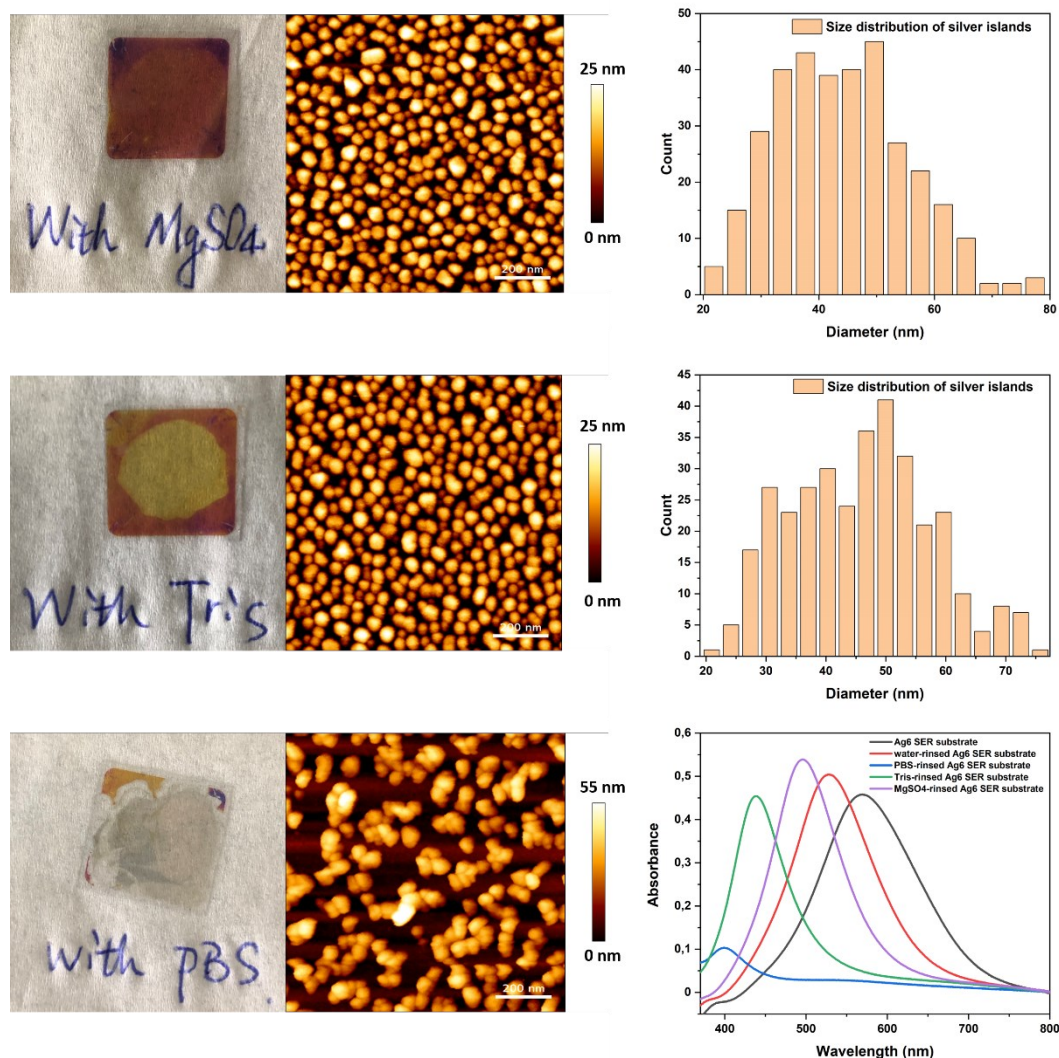 With MgSO4
25 nm
0 nm
200 nm
50
40
30
20
10
0
20
40
60
80
Count
Diameter (nm)
Size distribution of silver islands
With Tris
25 nm
0 nm
200 nm
45
40
35
30
25
20
15
10
5
0
20
30
40
50
60
70
Count
Diameter (nm)
Size distribution of silver islands
with PBS.
55 nm
0 nm
200 nm
0,6
0,5
0,4
0,3
0,2
0,1
0
400
500
600
700
800
Absorbance
Wavelength (nm)
Ag6 SER substrate
water-rinsed Ag6 SER substrate
PBS-rinsed Ag6 SER substrate
Tris-rinsed Ag6 SER substrate
MgSO4-rinsed Ag6 SER substrate